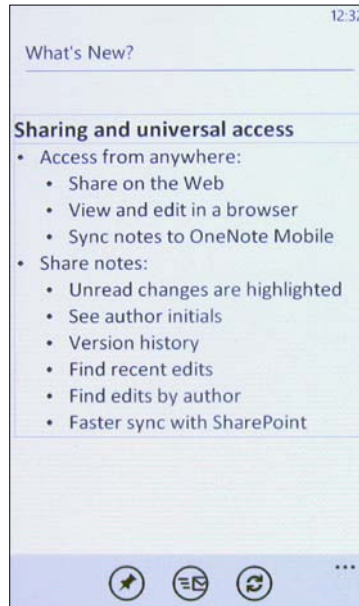 12:32
What's New?
Sharing and universal access
• Access from anywhere:
• Share on the Web
• View and edit in a browser
• Sync notes to OneNote Mobile
• Share notes:
• Unread changes are highlighted
• See author initials
• Version history
• Find recent edits
• Find edits by author
• Faster sync with SharePoint